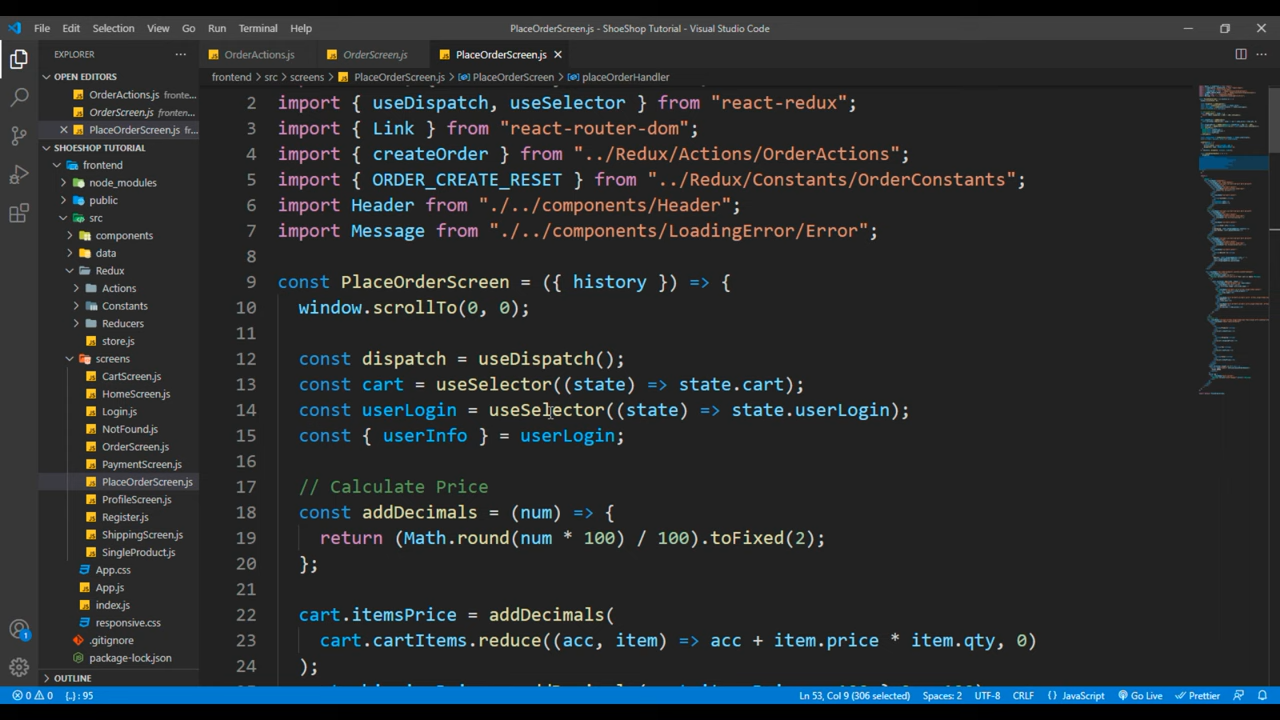 File Edit Selection View Go Run Terminal Help
PlaceOrderScreen.js - ShoeShop Tutorial - Visual Studio Code
EXPLORER
OPEN EDITORS
OrderActions.js fronte...
OrderScreen.js fronten...
PlaceOrderScreen.js fr...
SHOESHOP TUTORIAL
frontend
node_modules
public
src
components
data
Redux
Actions
Constants
Reducers
store.js
screens
CartScreen.js
HomeScreen.js
Login.js
NotFound.js
OrderScreen.js
PaymentScreen.js
PlaceOrderScreen.js
ProfileScreen.js
Register.js
ShippingScreen.js
SingleProduct.js
App.css
App.js
index.js
responsive.css
.gitignore
package-lock.json
OUTLINE
1
OrderActions.js OrderScreen.js PlaceOrderScreen.js
frontend > src > screens > PlaceOrderScreen.js > PlaceOrderScreen > placeOrderHandler
2 import { useDispatch, useSelector } from "react-redux";
3 import { Link } from "react-router-dom";
4 import { createOrder } from "../Redux/Actions/OrderActions";
5 import { ORDER_CREATE_RESET } from "../Redux/Constants/OrderConstants";
6 import Header from "./../components/Header";
7 import Message from "./../components/LoadingError/Error";
8
9 const PlaceOrderScreen = ({ history }) => {
10 window.scrollTo(0, 0);
11
12 const dispatch = useDispatch();
13 const cart = useSelector((state) => state.cart);
14 const userLogin = useSelector((state) => state.userLogin);
15 const { userInfo } = userLogin;
16
17 // Calculate Price
18 const addDecimals = (num) => {
19 return (Math.round(num * 100) / 100).toFixed(2);
20 };
21
22 cart.itemsPrice = addDecimals(
23 cart.cartItems.reduce((acc, item) => acc + item.price * item.qty, 0)
24 );
0 0 {..} : 95
Ln 53, Col 9 (306 selected) Spaces: 2 UTF-8 CRLF { } JavaScript Go Live Prettier